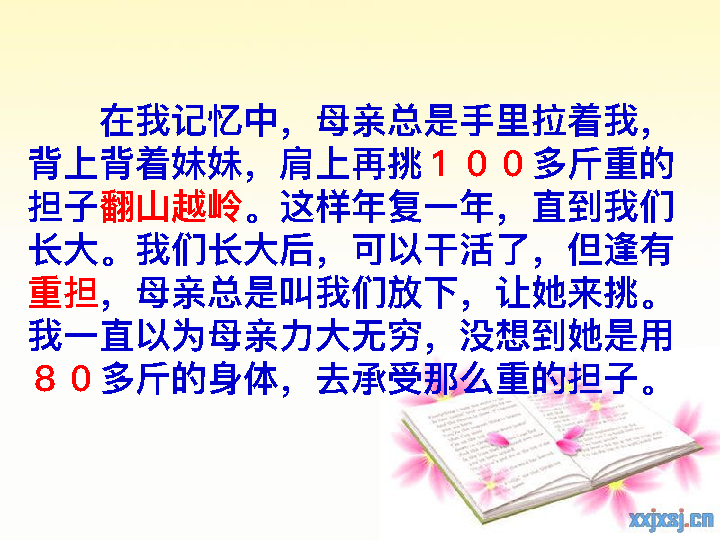 在我记忆中，母亲总是手里拉着我，
背上背着妹妹，肩上再挑１００多斤重的
担子翻山越岭。这样年复一年，直到我们
长大。我们长大后，可以干活了，但逢有
重担，母亲总是叫我们放下，让她来挑。
我一直以为母亲力大无穷，没想到她是用
８０多斤的身体，去承受那么重的担子。
xxjxsj.cn